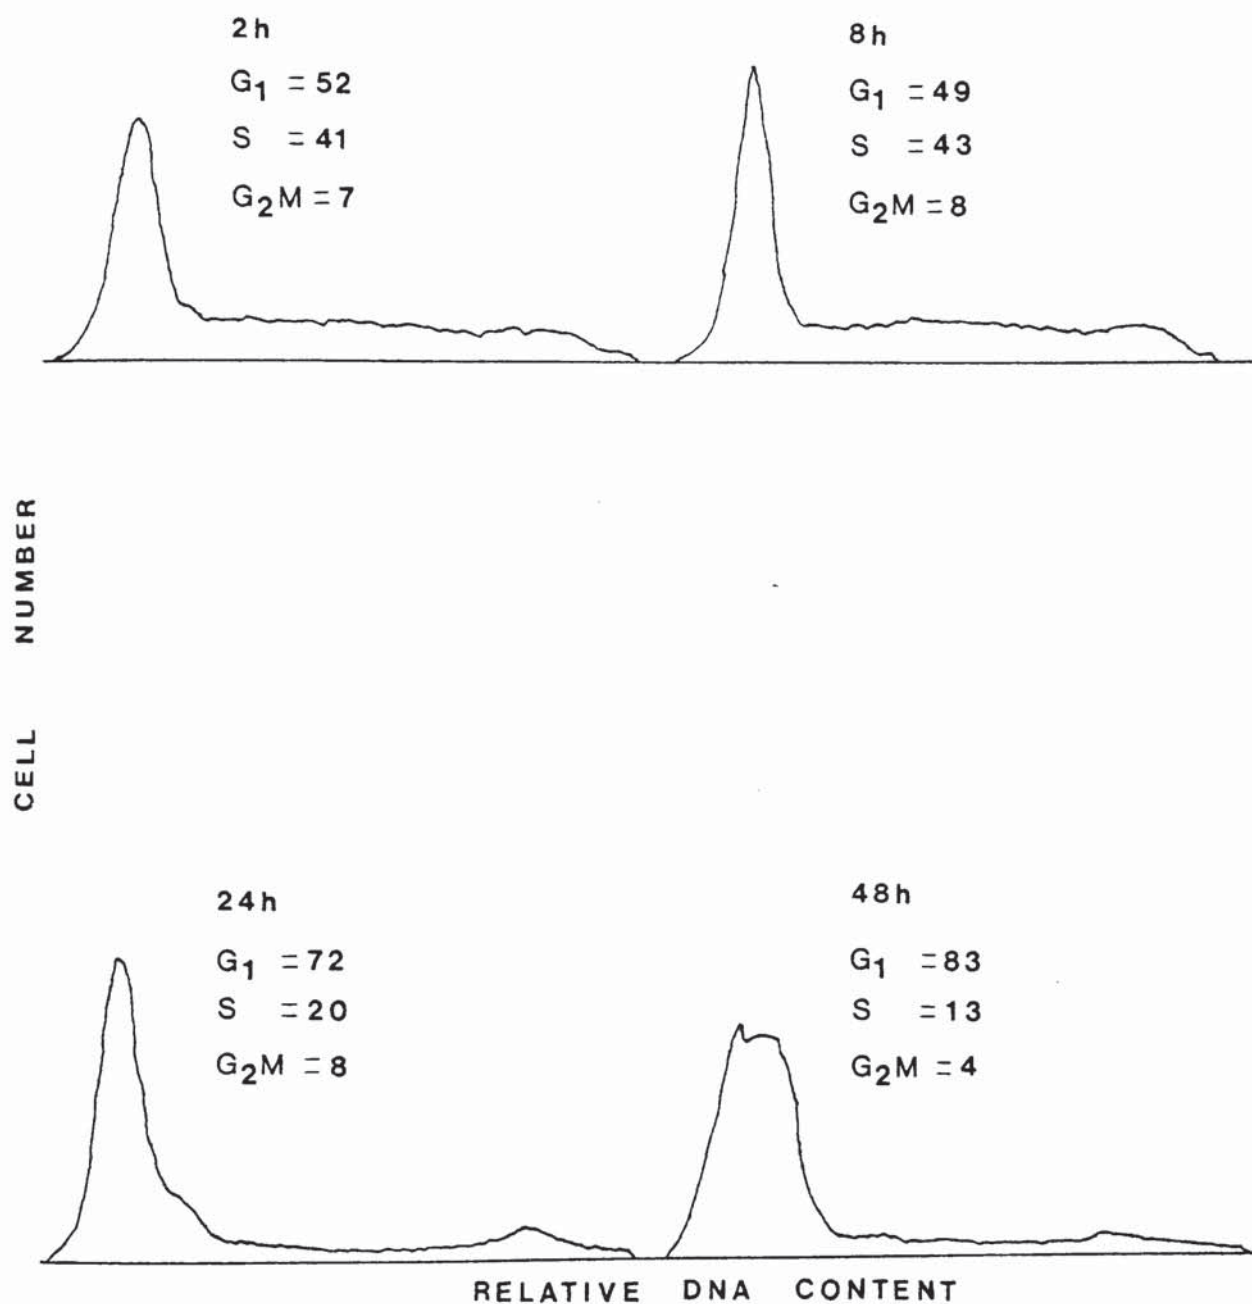 2h
G₁ = 52
S = 41
G₂M = 7
8h
G₁ = 49
S = 43
G₂M = 8
CELL NUMBER
24h
G₁ = 72
S = 20
G₂M = 8
48h
G₁ = 83
S = 13
G₂M = 4
RELATIVE DNA CONTENT